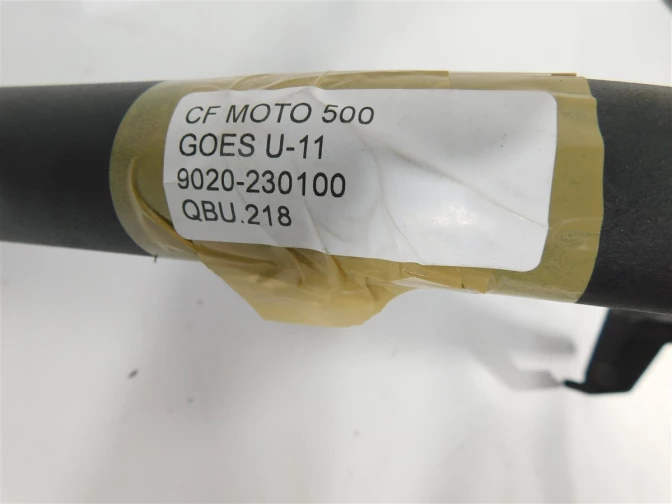 CF MOTO 500
GOES U-11
9020-230100
QBU.218